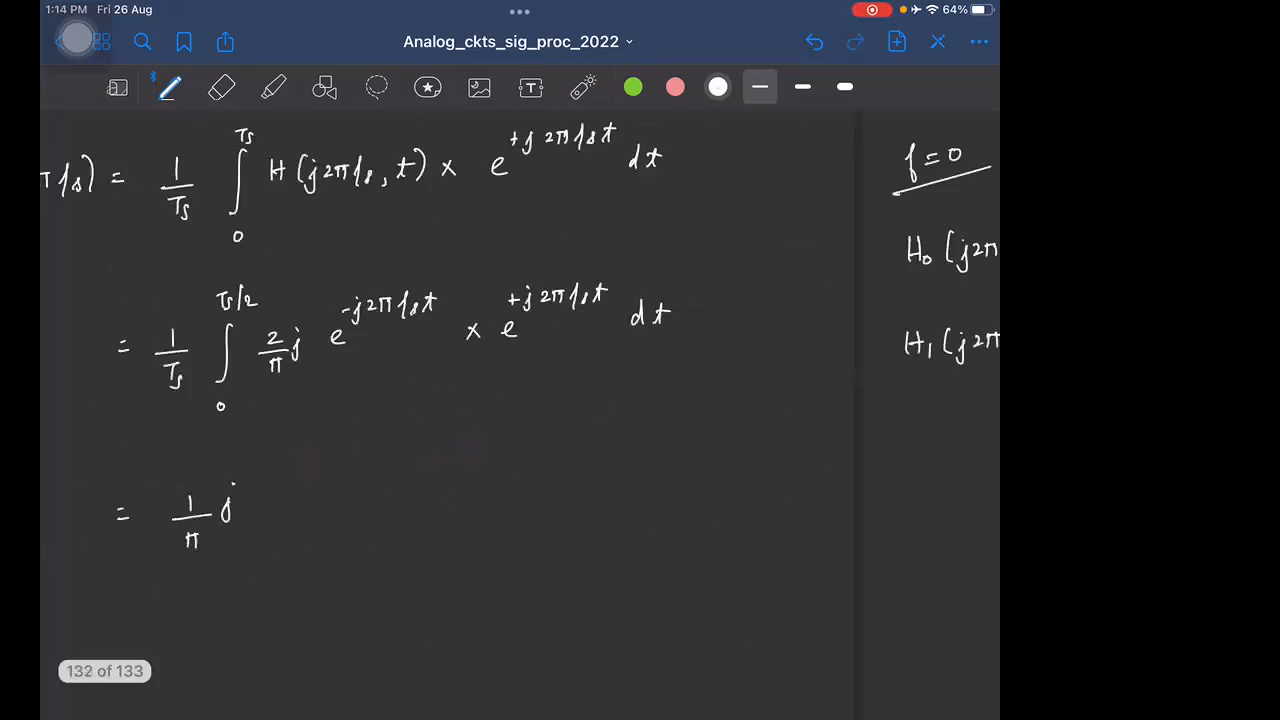 1:14 PM Fri 26 Aug
64%
Analog_ckts_sig_proc_2022
π fs) = 1/Ts ∫₀^Ts H(j2πfs, t) × e^{+j2πfst} dt
= 1/Ts ∫₀^{Ts/2} 2/π j e^{-j2πfst} × e^{+j2πfst} dt
= 1/π j
f = 0
H₀ (j2π
H₁ (j2π
132 of 133